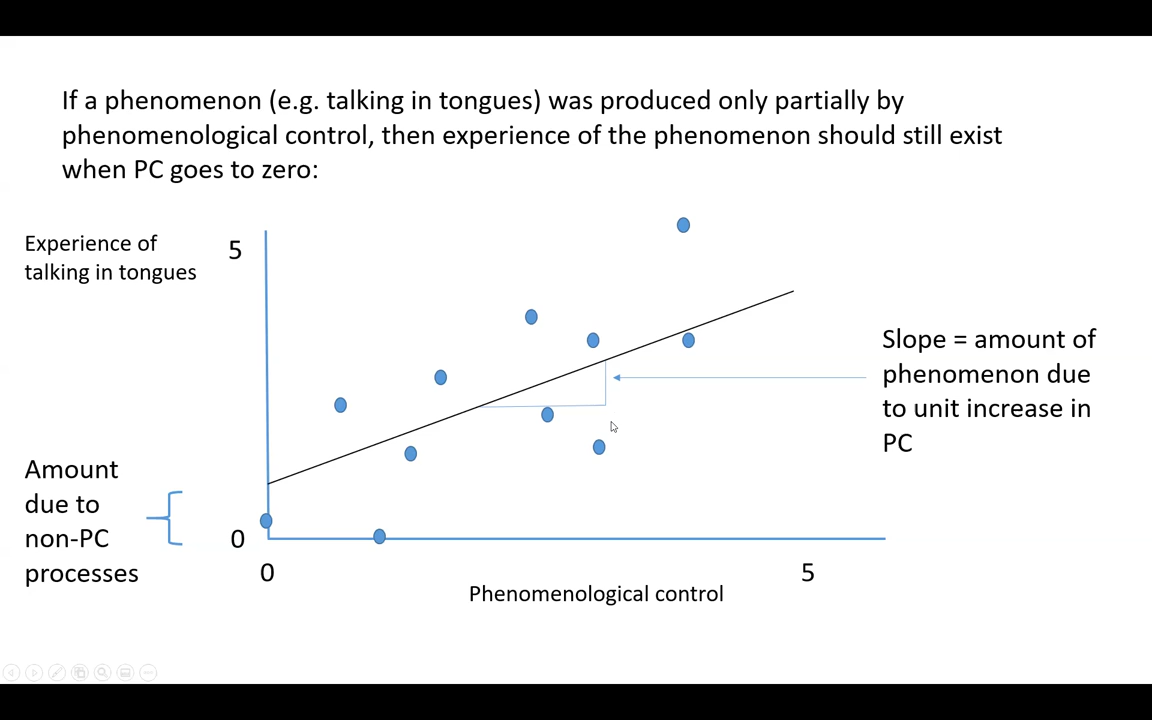 If a phenomenon (e.g. talking in tongues) was produced only partially by
phenomenological control, then experience of the phenomenon should still exist
when PC goes to zero:
Experience of
talking in tongues
5
Slope = amount of
phenomenon due
to unit increase in
PC
Amount
due to
non-PC
processes
0
0
5
Phenomenological control